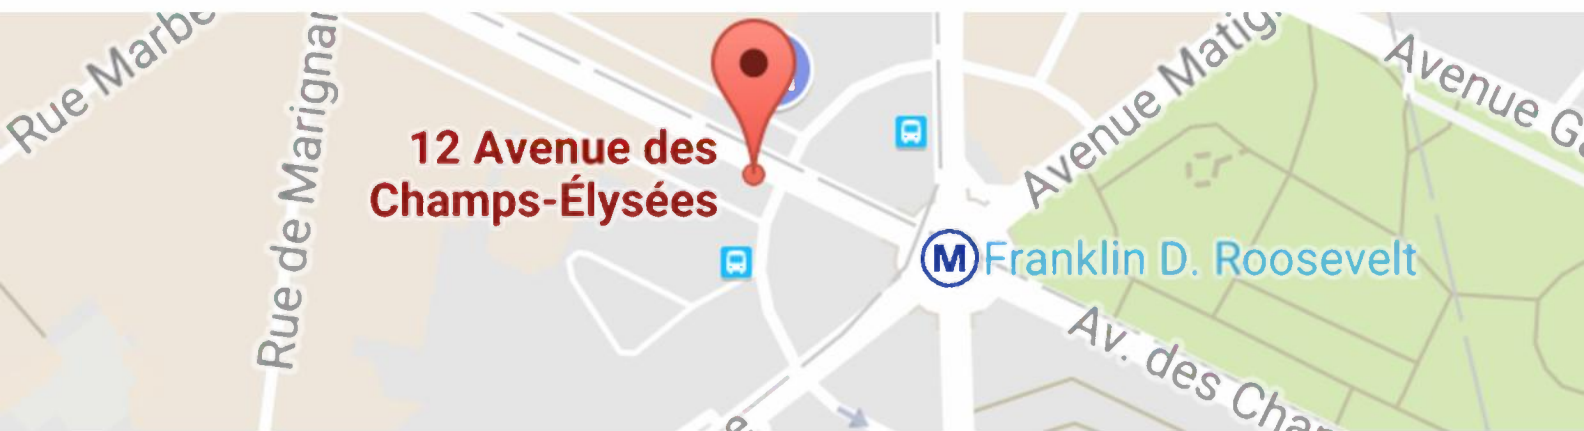 Rue Marbe
Rue de Marignan
12 Avenue des
Champs-Élysées
M Franklin D. Roosevelt
Avenue Matig
Avenue G
Av. des Cha